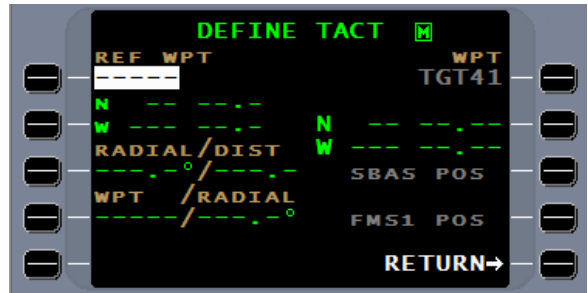 DEFINE TACT M
REF WPT WPT
----- TGT41
N -- --.-
W --- --.- N -- --.-
RADIAL/DIST W --- --.-
---.-°/---.- SBAS POS
WPT /RADIAL
-----/---.-° FMS1 POS
RETURN→